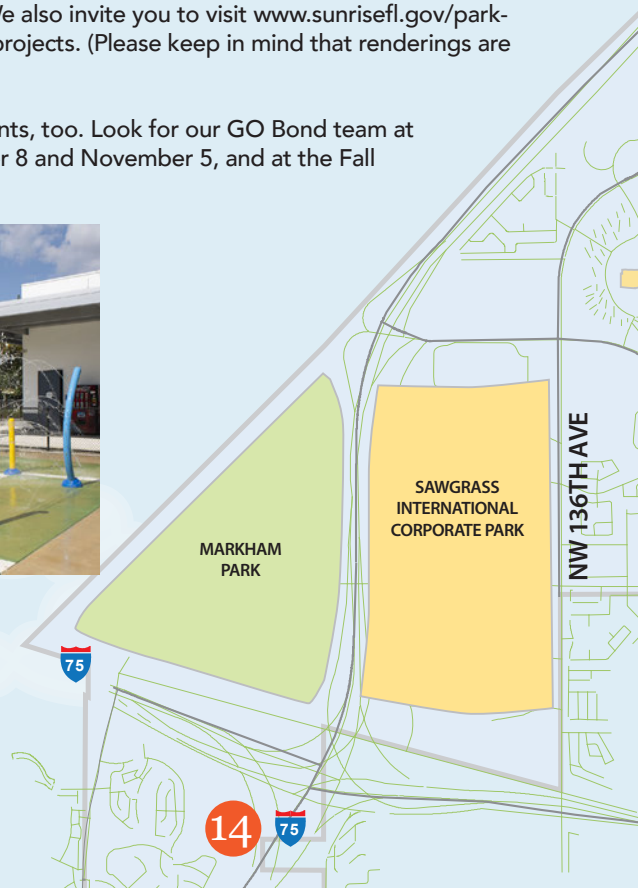 We also invite you to visit www.sunrisefl.gov/park-
projects. (Please keep in mind that renderings are
nts, too. Look for our GO Bond team at
r 8 and November 5, and at the Fall
NW 136TH AVE
SAWGRASS
INTERNATIONAL
CORPORATE PARK
MARKHAM
PARK
75
14
75